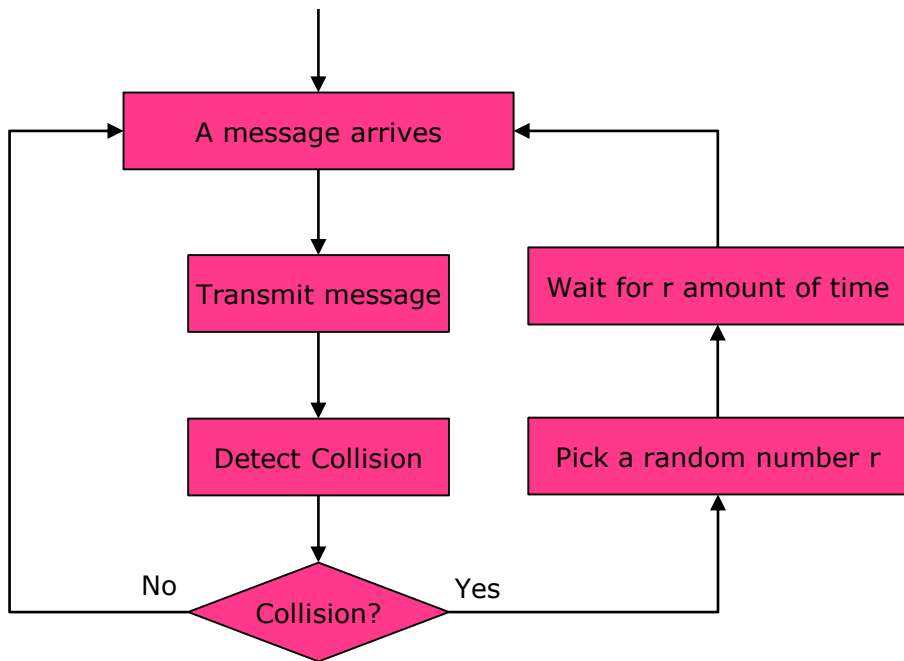 A message arrives
Transmit message
Wait for r amount of time
Detect Collision
Pick a random number r
No
Yes
Collision?